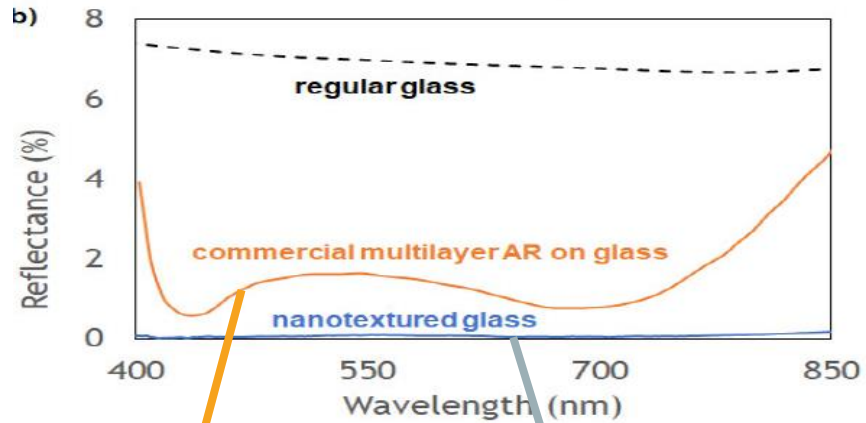 b)
8
regular glass
6
Reflectance (%)
4
commercial multilayer AR on glass
2
nanotextured glass
0
400 550 700 850
Wavelength (nm)